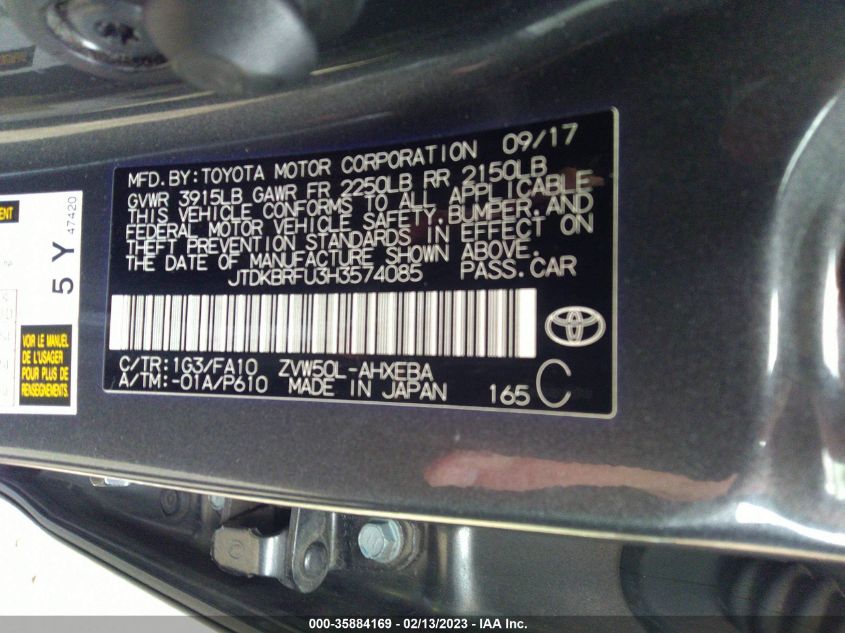 MFD. BY: TOYOTA MOTOR CORPORATION 09/17
GVWR 3915LB GAWR FR 2250LB RR 2150LB
THIS VEHICLE CONFORMS TO ALL APPLICABLE
FEDERAL MOTOR VEHICLE SAFETY, BUMPER, AND
THEFT PREVENTION STANDARDS IN EFFECT ON
THE DATE OF MANUFACTURE SHOWN ABOVE.
JTDKBRFU3H3574085 PASS.CAR
C/TR: 1G3/FA10 ZVW50L-AHXEBA
A/TM: -01A/P610 MADE IN JAPAN 165 C
5 Y 47420
VOIR LE MANUEL
DE L'USAGER
POUR PLUS DE
RENSEIGNEMENTS
000-35884169 - 02/13/2023 - IAA Inc.